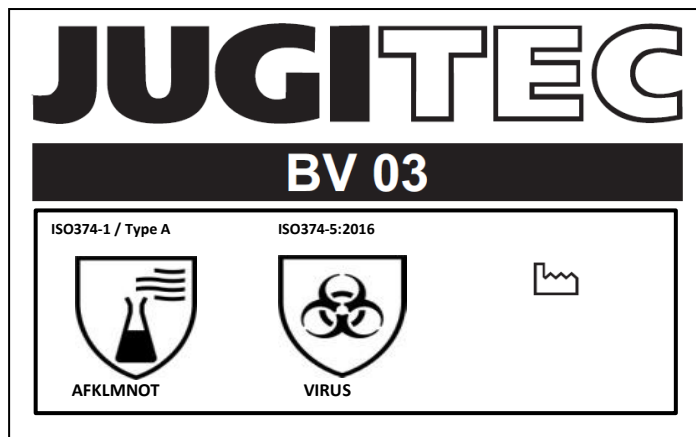 JUGITEC
BV 03
ISO374-1 / Type A
ISO374-5:2016
AFKLMNOT
VIRUS